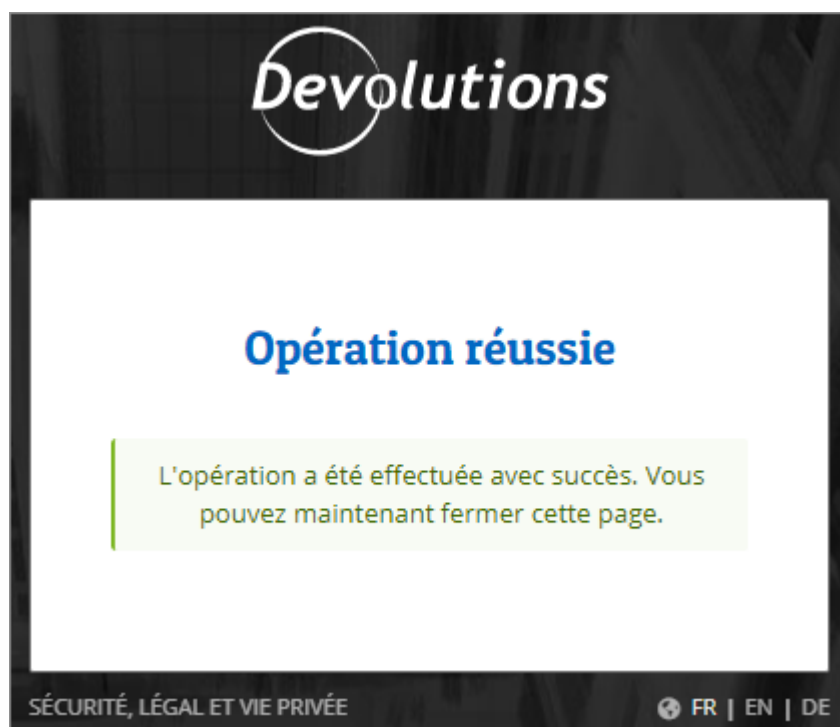 Devolutions
Opération réussie
L'opération a été effectuée avec succès. Vous
pouvez maintenant fermer cette page.
SÉCURITÉ, LÉGAL ET VIE PRIVÉE
FR | EN | DE